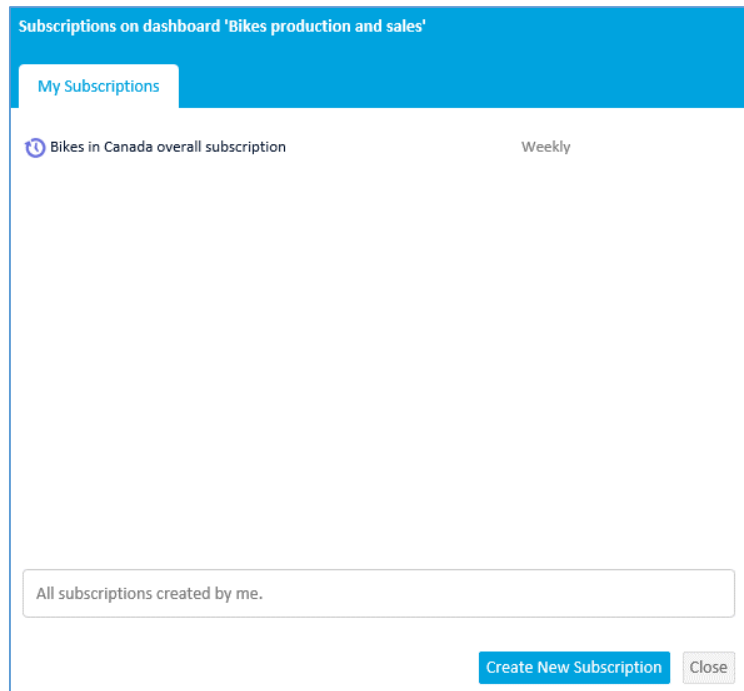 Subscriptions on dashboard 'Bikes production and sales'
My Subscriptions
Bikes in Canada overall subscription Weekly
All subscriptions created by me.
Create New Subscription Close